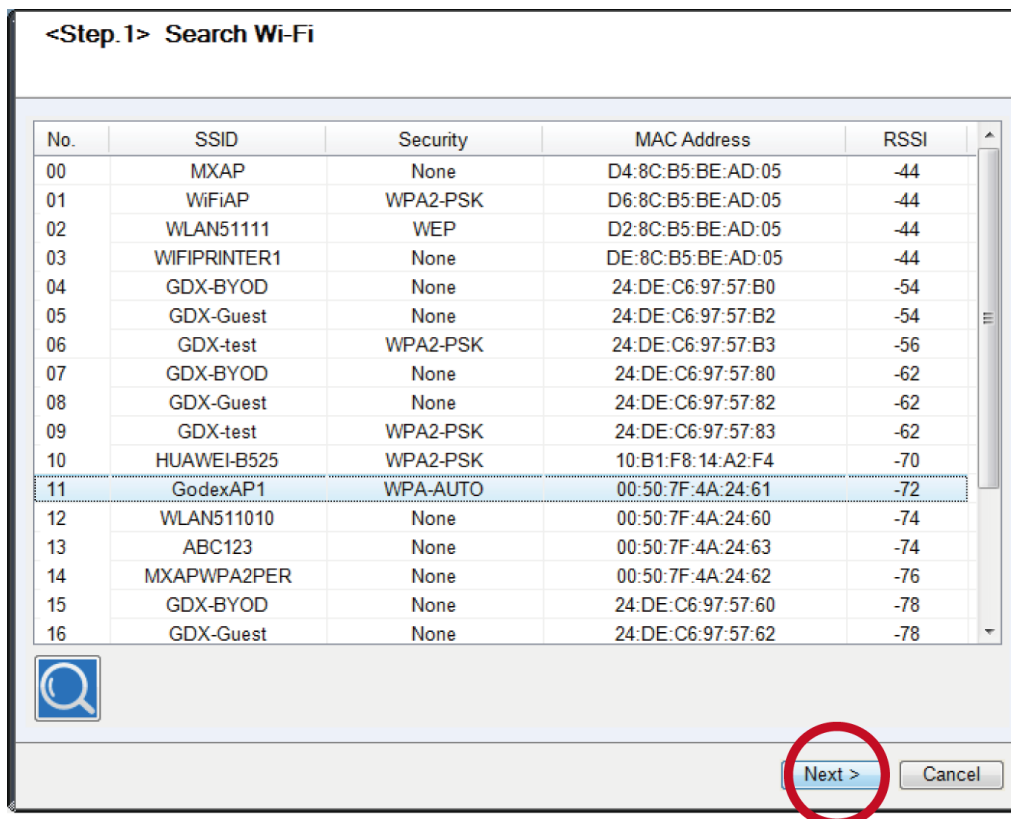 <Step.1> Search Wi-Fi
No. SSID Security MAC Address RSSI
00 MXAP None D4:8C:B5:BE:AD:05 -44
01 WiFiAP WPA2-PSK D6:8C:B5:BE:AD:05 -44
02 WLAN51111 WEP D2:8C:B5:BE:AD:05 -44
03 WIFIPRINTER1 None DE:8C:B5:BE:AD:05 -44
04 GDX-BYOD None 24:DE:C6:97:57:B0 -54
05 GDX-Guest None 24:DE:C6:97:57:B2 -54
06 GDX-test WPA2-PSK 24:DE:C6:97:57:B3 -56
07 GDX-BYOD None 24:DE:C6:97:57:80 -62
08 GDX-Guest None 24:DE:C6:97:57:82 -62
09 GDX-test WPA2-PSK 24:DE:C6:97:57:83 -62
10 HUAWEI-B525 WPA2-PSK 10:B1:F8:14:A2:F4 -70
11 GodexAP1 WPA-AUTO 00:50:7F:4A:24:61 -72
12 WLAN511010 None 00:50:7F:4A:24:60 -74
13 ABC123 None 00:50:7F:4A:24:63 -74
14 MXAPWPA2PER None 00:50:7F:4A:24:62 -76
15 GDX-BYOD None 24:DE:C6:97:57:60 -78
16 GDX-Guest None 24:DE:C6:97:57:62 -78
Next > Cancel